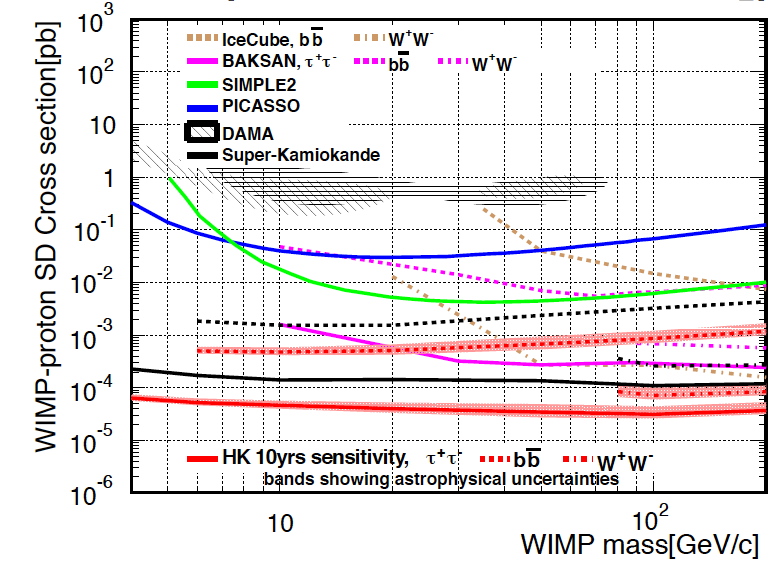 10³
IceCube, bb̅ W⁺W⁻
BAKSAN, τ⁺τ⁻ bb̅ W⁺W⁻
10²
SIMPLE2
PICASSO
10
DAMA
Super-Kamiokande
1
10⁻¹
10⁻²
10⁻³
10⁻⁴
10⁻⁵
HK 10yrs sensitivity, τ⁺τ⁻ bb̅ W⁺W⁻
bands showing astrophysical uncertainties
10⁻⁶
10 10²
WIMP mass[GeV/c]
WIMP-proton SD Cross section[pb]